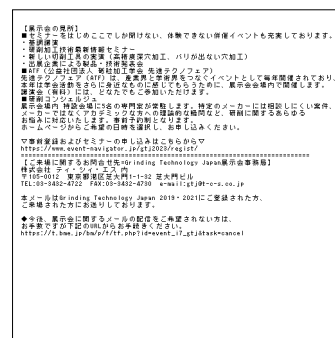 【展示会の見所】
■セミナーをはじめここでしか聞けない、体験できない併催イベントも充実しております。
・基調講演
・研削加工技術最新情報セミナー
・新しい切削工具の実演（高精度深穴加工、バリが出ない穴加工）
・出展企業による製品・技術発表会
■ATF（公益社団法人 砥粒加工学会 先進テクノフェア）
先進テクノフェア（ATF）は、産業界と学術界をつなぐイベントとして毎年開催されており、
本年は学会活動をさらに身近なものに感じてもらうために、展示会会場内で開催します。
講演会（有料）には、どなたでもご参加いただけます。
■研削コンシェルジュ
展示会場内 特設会場に5名の専門家が常駐します。特定のメーカーには相談しにくい案件、
メーカーではなくアカデミックな方への理論的な疑問など、研削に関するあらゆる
お悩みに対応いたします。事前予約制となります。
ホームページからご希望の日時を選択し、お申し込みください。
▽事前登録およびセミナーの申し込みはこちらから▽
https://www.event-navigator.jp/gtj2023/regist/
================================================================
【ご来場に関するお問合せ先=Grinding Technology Japan展示会事務局】
株式会社 ティ・シィ・エス 内
〒105-0012 東京都港区芝大門1-1-32 芝大門ビル
TEL:03-3432-4722 FAX:03-3432-4730 e-mail:gtj@t-c-s.co.jp
本メールはGrinding Technology Japan 2019・2021にご登録された方、
ご来場された方にお送りしております。
◆今後、展示会に関するメールの配信をご希望されない方は、
お手数ですが下記のURLからお手続きください。
https://t.bme.jp/bm/p/f/tf.php?id=event_i7_gtj&task=cancel